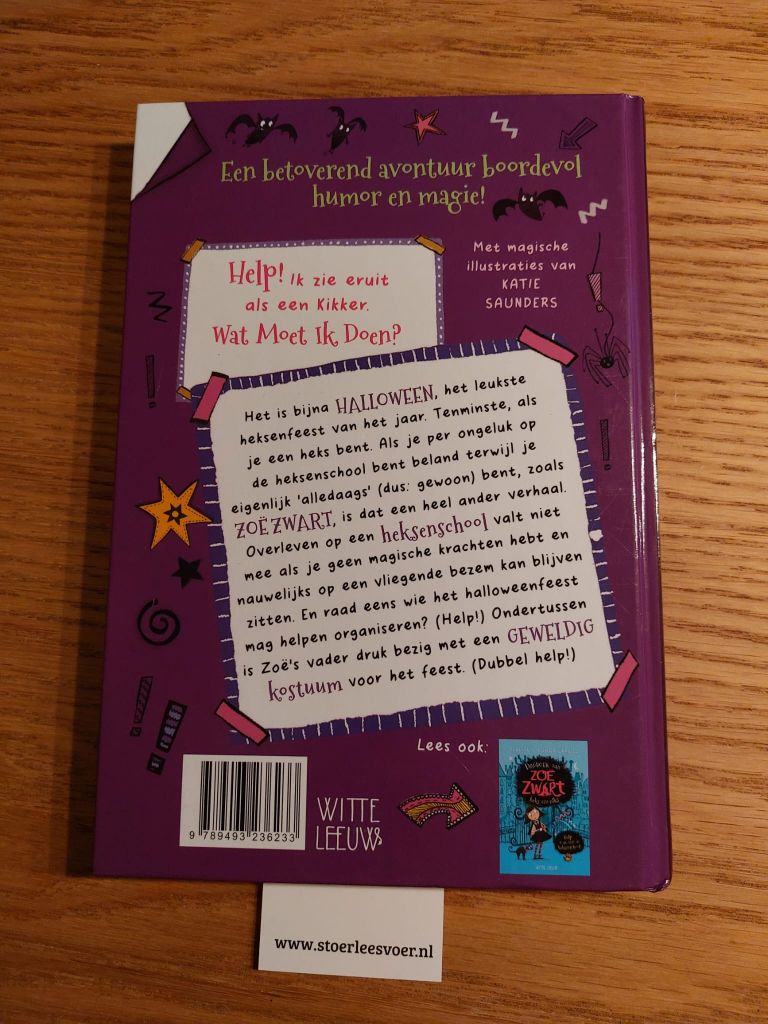 Een betoverend avontuur boordevol
humor en magie!
Met magische
illustraties van
KATIE
SAUNDERS
Help! Ik zie eruit
als een kikker.
Wat Moet Ik Doen?
Het is bijna HALLOWEEN, het leukste
heksenfeest van het jaar. Tenminste, als
je een heks bent. Als je per ongeluk op
de heksenschool bent beland terwijl je
eigenlijk 'alledaags' (dus: gewoon) bent, zoals
ZOË ZWART, is dat een heel ander verhaal.
Overleven op een heksenschool valt niet
mee als je geen magische krachten hebt en
nauwelijks op een vliegende bezem kan blijven
zitten. En raad eens wie het halloweenfeest
mag helpen organiseren? (Help!) Ondertussen
is Zoë's vader druk bezig met een GEWELDIG
kostuum voor het feest. (Dubbel help!)
Lees ook:
ZOË
ZWART
9 789493 236233
WITTE
LEEUW
www.stoerleesvoer.nl